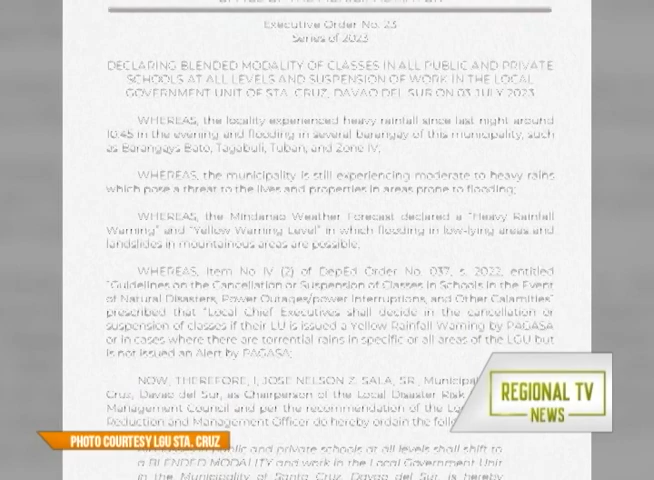 Executive Order No. 23
Series of 2023
DECLARING BLENDED MODALITY OF CLASSES IN ALL PUBLIC AND PRIVATE
SCHOOLS AT ALL LEVELS AND SUSPENSION OF WORK IN THE LOCAL
GOVERNMENT UNIT OF STA. CRUZ, DAVAO DEL SUR ON 03 JULY 2023
WHEREAS, the locality experienced heavy rainfall since last night around
10:45 in the evening and flooding in several barangay of this municipality, such
as Barangays Bato, Tagabuli, Tuban, and Zone IV;
WHEREAS, the municipality is still experiencing moderate to heavy rains
which pose a threat to the lives and properties in areas prone to flooding;
WHEREAS, the Mindanao Weather Forecast declared a "Heavy Rainfall
Warning" and "Yellow Warning Level" in which flooding in low-lying areas and
landslides in mountainous areas are possible;
WHEREAS, Item No IV (2) of DepEd Order No. 037, s. 2022, entitled
"Guidelines on the Cancellation or Suspension of Classes in Schools in the Event
of Natural Disasters, Power Outages/power Interruptions, and Other Calamities"
prescribed that "Local Chief Executives shall decide in the cancellation or
suspension of classes if their LU is issued a Yellow Rainfall Warning by PAGASA
or in cases where there are torrential rains in specific or all areas of the LGU but
is not issued an Alert by PAGASA;
NOW, THEREFORE, I, JOSE NELSON Z. SALA, SR., Municipal
Cruz, Davao del Sur, as Chairperson of the Local Disaster Risk
Management Council and per the recommendation of the
Reduction and Management Officer do hereby ordain the
REGIONAL TV
NEWS
PHOTO COURTESY LGU STA. CRUZ
public and private schools at all levels shall shift to
a BLENDED MODALITY and work in the Local Government Unit
in the Municipality of Santa Cruz, Davao del Sur, is hereby